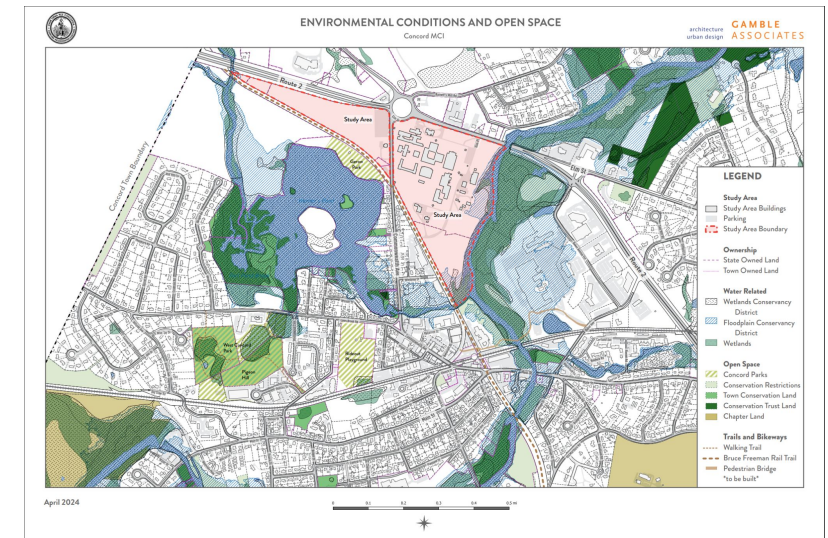 ENVIRONMENTAL CONDITIONS AND OPEN SPACE
Concord MCI
architecture
urban design
GAMBLE
ASSOCIATES
Route 2
Study Area
Concord Town Boundary
Elm St
Study Area
Route 2
West Concord
Park
Pigeon
Hill
Rideout
Playground
LEGEND
Study Area
Study Area Buildings
Parking
Study Area Boundary
Ownership
State Owned Land
Town Owned Land
Water Related
Wetlands Conservancy
District
Floodplain Conservancy
District
Wetlands
Open Space
Concord Parks
Conservation Restrictions
Town Conservation Land
Conservation Trust Land
Chapter Land
Trails and Bikeways
Walking Trail
Bruce Freeman Rail Trail
Pedestrian Bridge
*to be built*
April 2024
0 0.1 0.2 0.3 0.4 0.5 mi